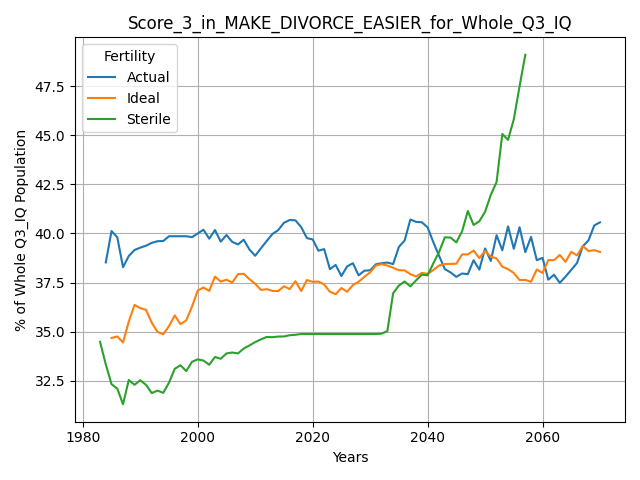 Score_3_in_MAKE_DIVORCE_EASIER_for_Whole_Q3_IQ
Fertility
Actual
Ideal
Sterile
% of Whole Q3_IQ Population
47.5
45.0
42.5
40.0
37.5
35.0
32.5
1980
2000
2020
2040
2060
Years